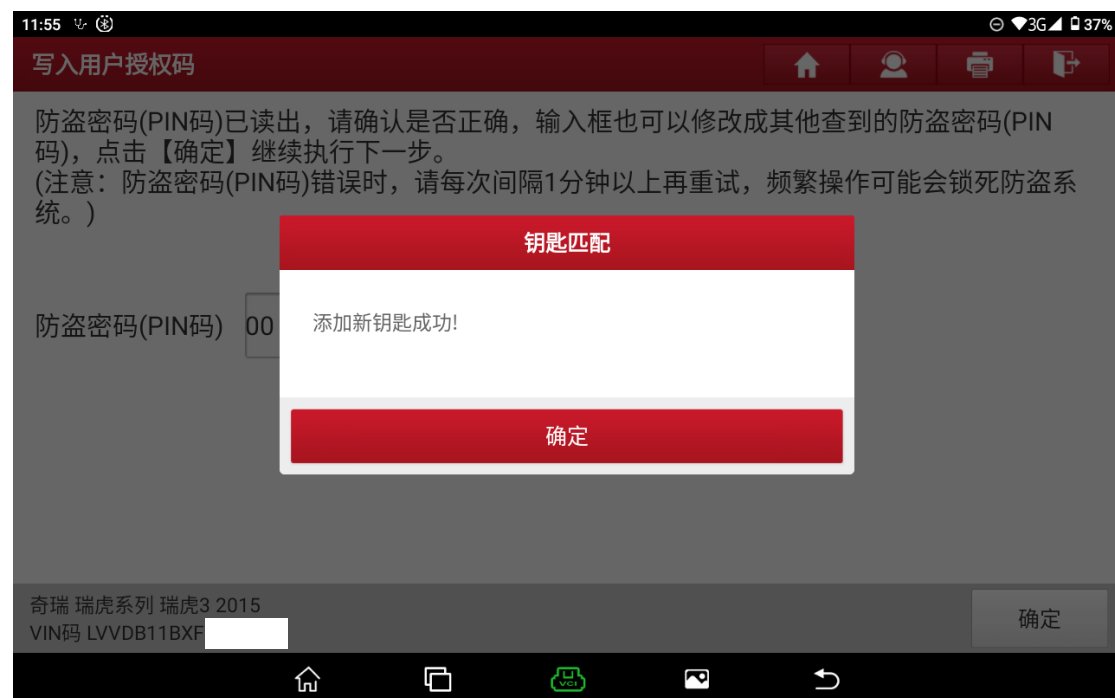 11:55
3G 37%
写入用户授权码
防盗密码(PIN码)已读出，请确认是否正确，输入框也可以修改成其他查到的防盗密码(PIN
码)，点击【确定】继续执行下一步。
(注意：防盗密码(PIN码)错误时，请每次间隔1分钟以上再重试，频繁操作可能会锁死防盗系
统。)
钥匙匹配
添加新钥匙成功!
防盗密码(PIN码) 00
确定
奇瑞 瑞虎系列 瑞虎3 2015
VIN码 LVVDB11BXF
确定
VCI